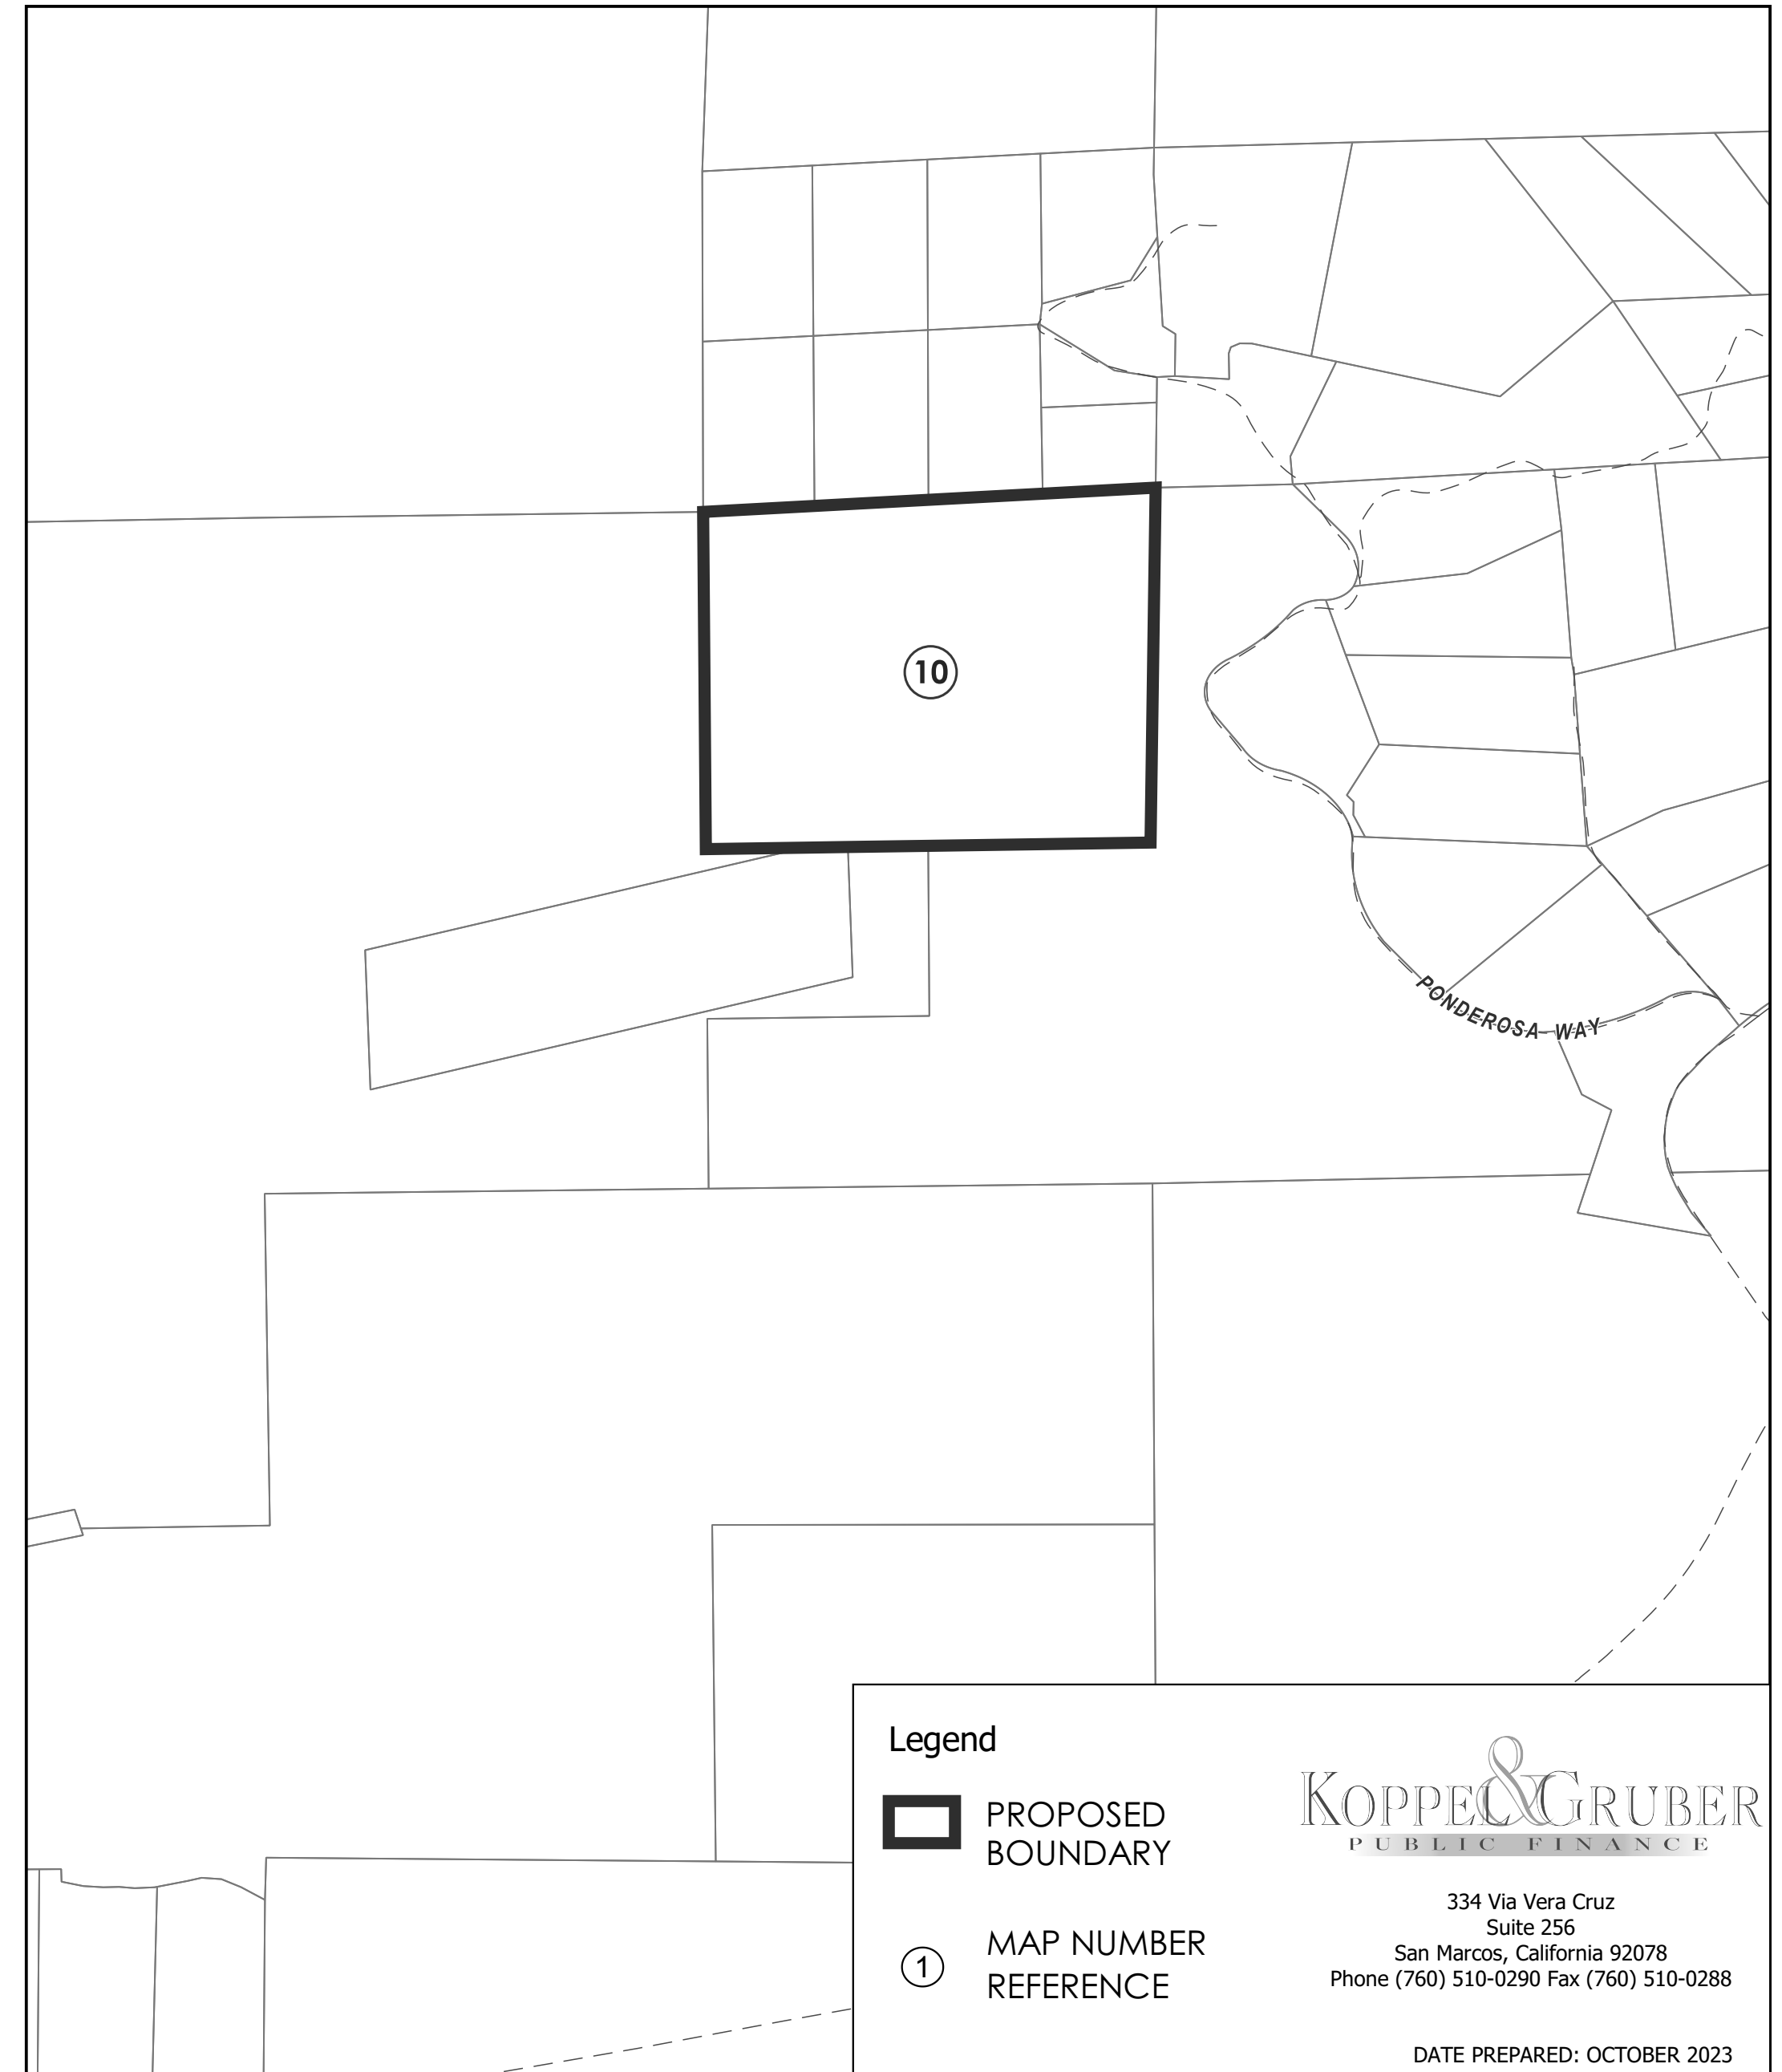 10
PONDEROSA WAY
Legend
PROPOSED
BOUNDARY
1
MAP NUMBER
REFERENCE
KOPPEL & GRUBER
PUBLIC FINANCE
334 Via Vera Cruz
Suite 256
San Marcos, California 92078
Phone (760) 510-0290 Fax (760) 510-0288
DATE PREPARED: OCTOBER 2023